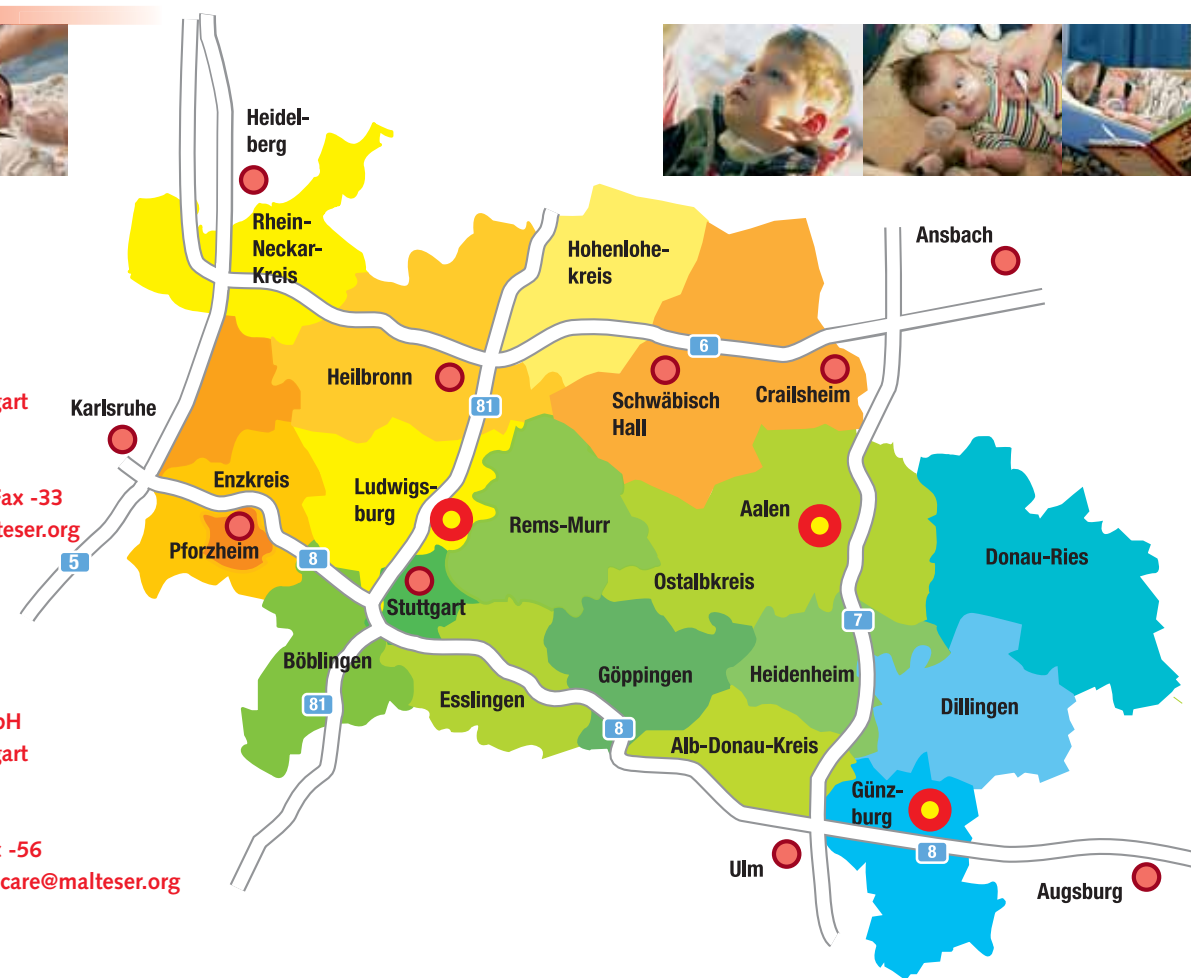 Heidel-
berg
Rhein-
Neckar-
Kreis
Hohenlohe-
kreis
Ansbach
6
Heilbronn
Schwäbisch
Hall
Crailsheim
81
gart
Karlsruhe
Enzkreis
Ludwigs-
burg
Fax -33
teser.org
Rems-Murr
Aalen
Pforzheim
8
5
Donau-Ries
Ostalbkreis
Stuttgart
7
Böblingen
Göppingen
Heidenheim
Esslingen
81
Dillingen
bH
8
gart
Alb-Donau-Kreis
Günz-
burg
-56
8
Ulm
care@malteser.org
Augsburg